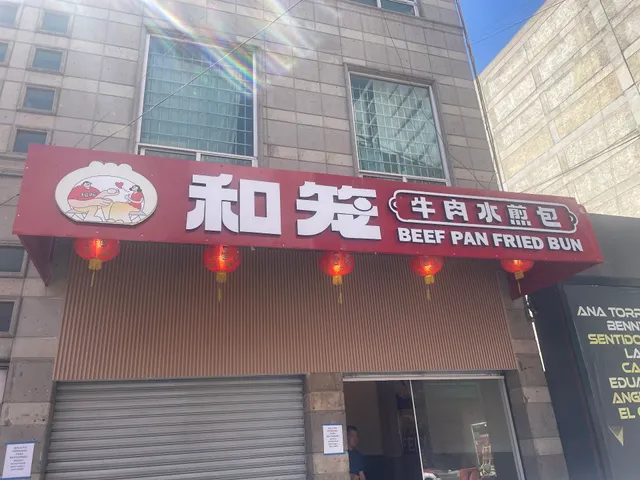 和笼
牛肉水煎包
BEEF PAN FRIED BUN
ANA TORR
BENN
SENTIDO
LA
CA
EDUA
ANGE
EL C